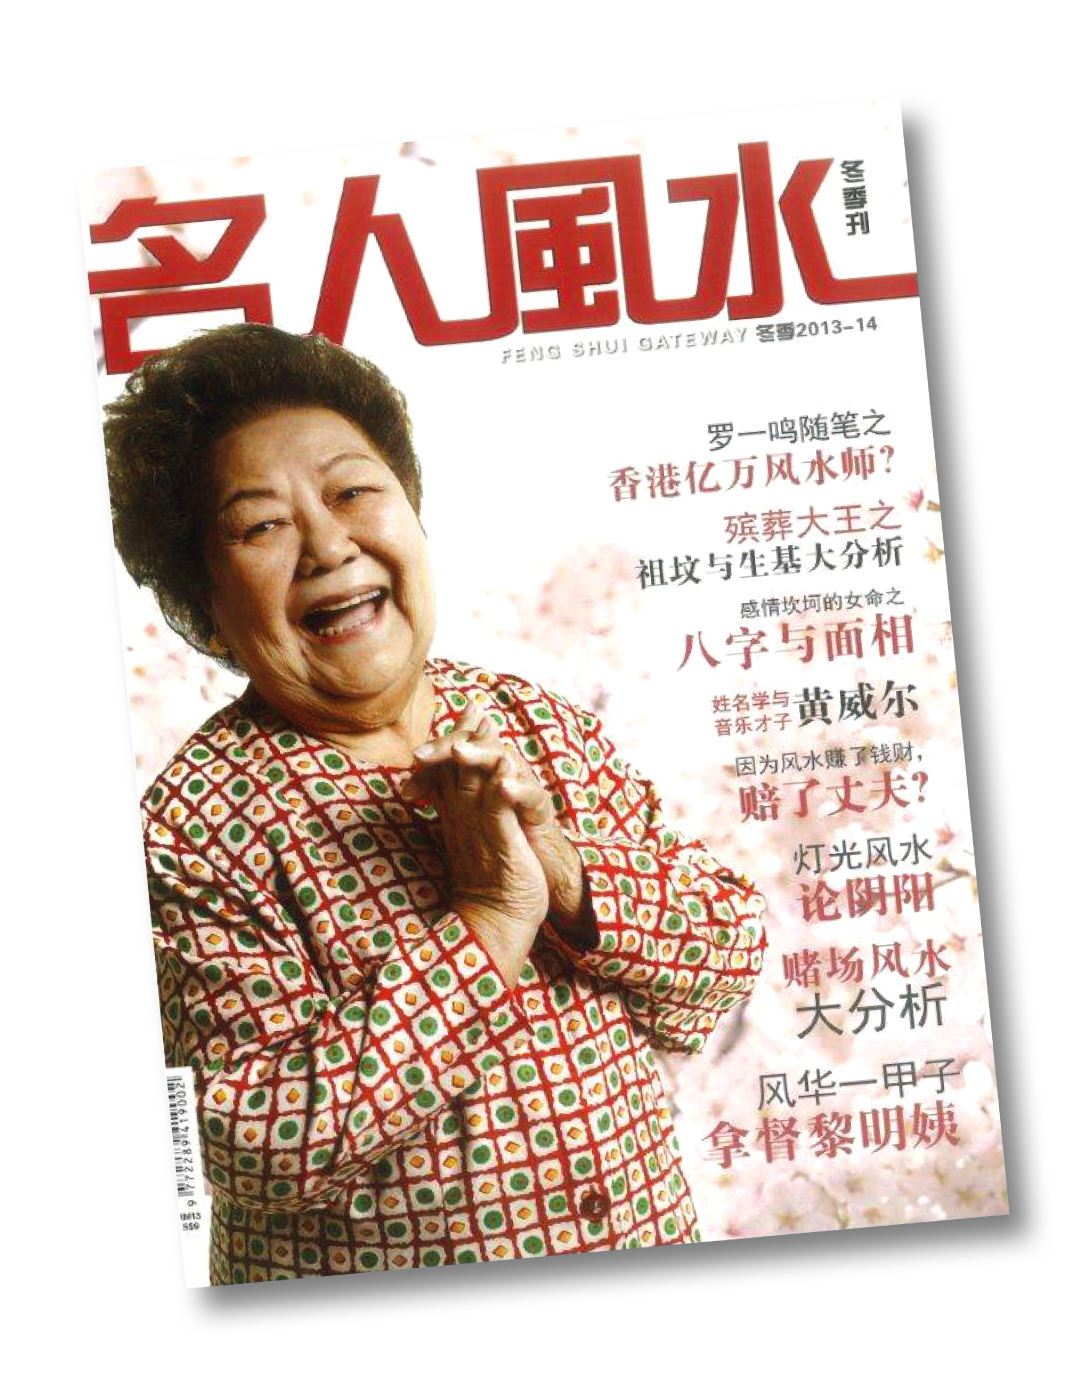 名人風水
冬季刊
FENG SHUI GATEWAY 冬季2013-14
罗一鸣随笔之
香港亿万风水师?
殡葬大王之
祖坟与生基大分析
感情坎坷的女命之
八字与面相
姓名学与
音乐才子
黄威尔
因为风水赚了钱财,
赔了丈夫?
灯光风水
论阴阳
赌场风水
大分析
风华一甲子
拿督黎明姨
9772289419002
RM13
S$9